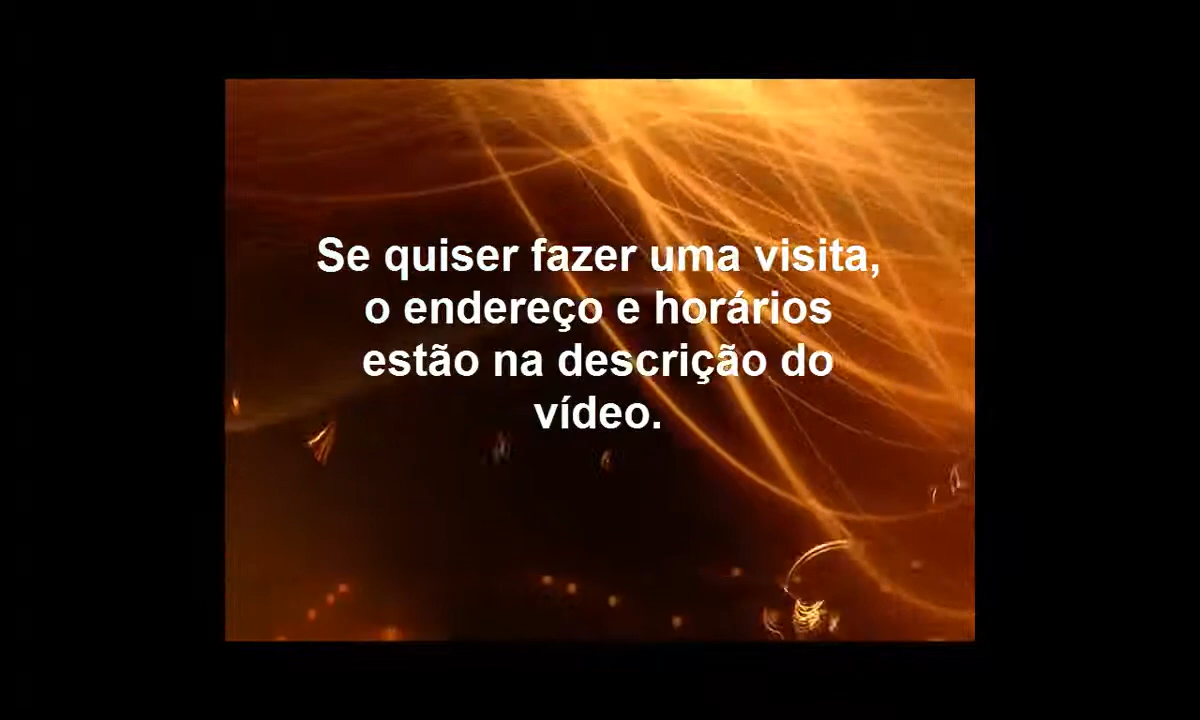 Se quiser fazer uma visita,
o endereço e horários
estão na descrição do
vídeo.